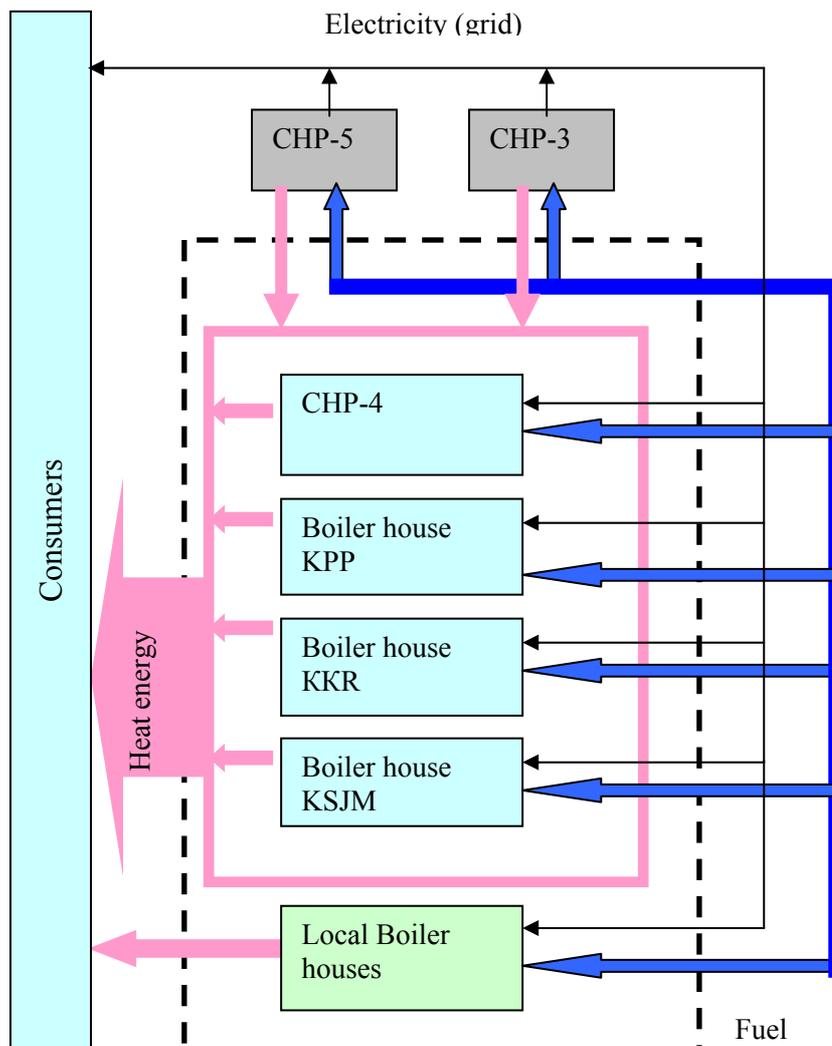 Electricity (grid)
CHP-5
CHP-3
Consumers
CHP-4
Boiler house
KPP
Boiler house
KKR
Heat energy
Boiler house
KSJM
Local Boiler
houses
Fuel